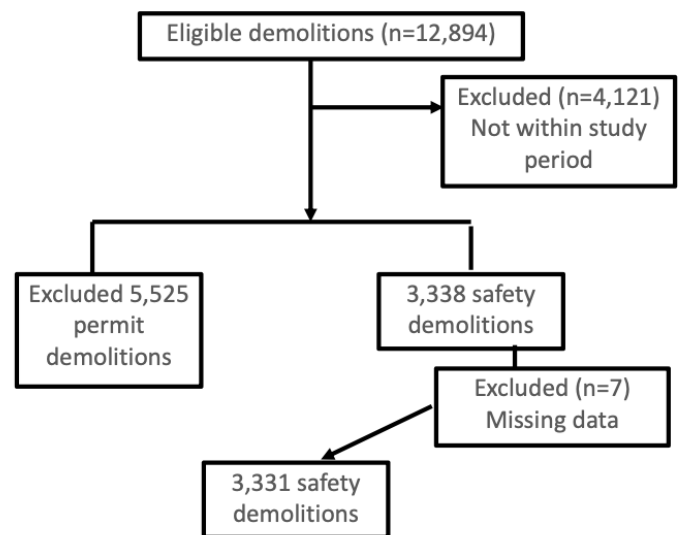 Eligible demolitions (n=12,894)
Excluded (n=4,121)
Not within study
period
Excluded 5,525
permit
demolitions
3,338 safety
demolitions
Excluded (n=7)
Missing data
3,331 safety
demolitions